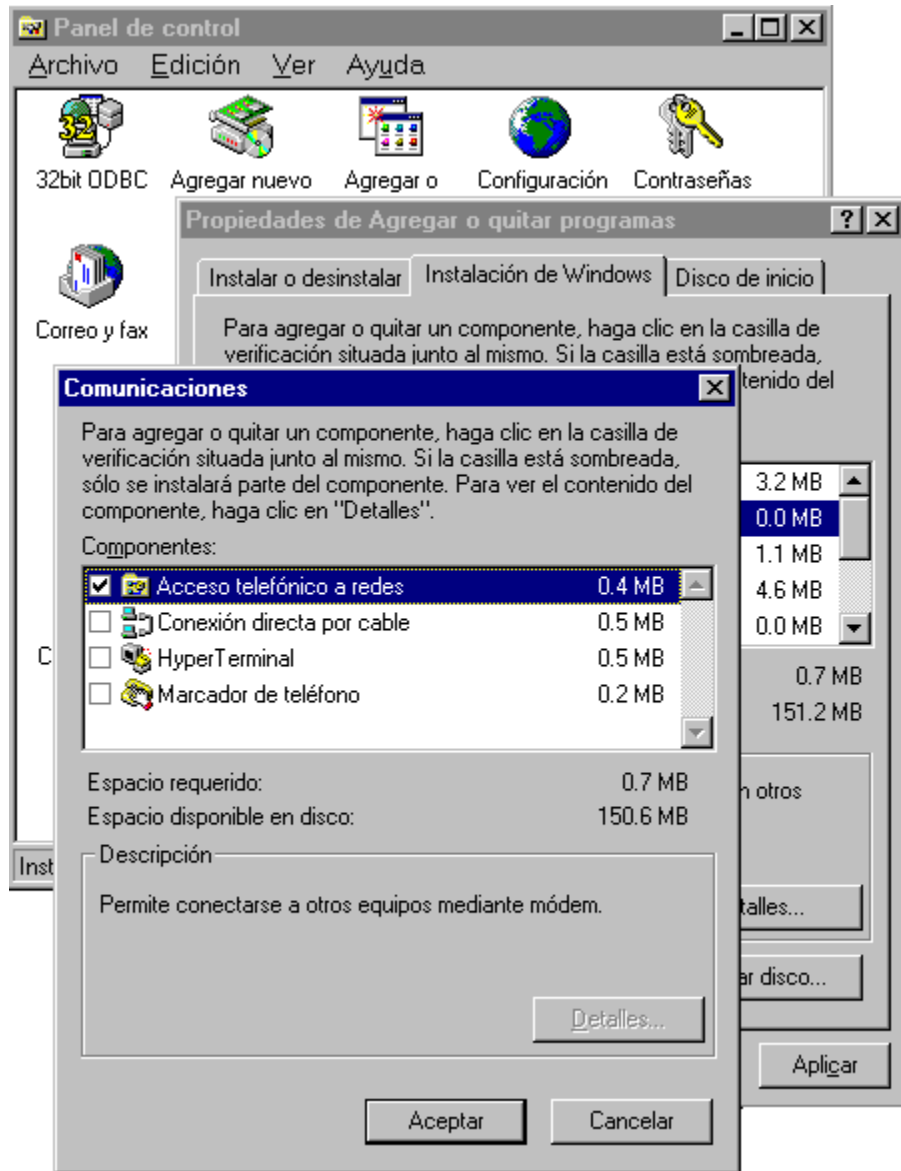 Panel de control
Archivo Edición Ver Ayuda
32
32bit ODBC Agregar nuevo Agregar o Configuración Contraseñas
Correo y fax
C
Inst
Propiedades de Agregar o quitar programas
Instalar o desinstalar Instalación de Windows Disco de inicio
Para agregar o quitar un componente, haga clic en la casilla de
verificación situada junto al mismo. Si la casilla está sombreada,
tenido del
3.2 MB
0.0 MB
1.1 MB
4.6 MB
0.0 MB
0.7 MB
151.2 MB
n otros
talles...
ar disco...
Aplicar
Comunicaciones
Para agregar o quitar un componente, haga clic en la casilla de
verificación situada junto al mismo. Si la casilla está sombreada,
sólo se instalará parte del componente. Para ver el contenido del
componente, haga clic en "Detalles".
Componentes:
Acceso telefónico a redes 0.4 MB
Conexión directa por cable 0.5 MB
HyperTerminal 0.5 MB
Marcador de teléfono 0.2 MB
Espacio requerido: 0.7 MB
Espacio disponible en disco: 150.6 MB
Descripción
Permite conectarse a otros equipos mediante módem.
Detalles...
Aceptar Cancelar